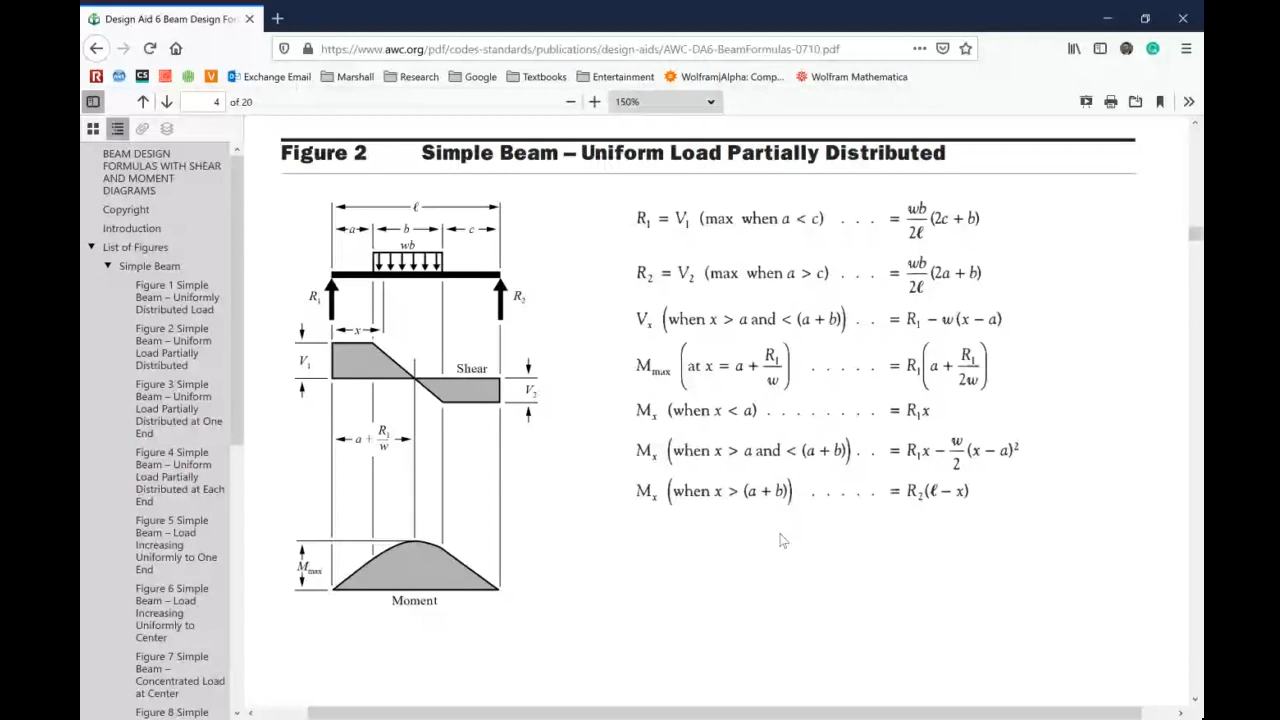 Design Aid 6 Beam Design For
https://www.awc.org/pdf/codes-standards/publications/design-aids/AWC-DA6-BeamFormulas-0710.pdf
R CS V Exchange Email Marshall Research Google Textbooks Entertainment Wolfram|Alpha: Comp... Wolfram Mathematica
4 of 20 150%
BEAM DESIGN
FORMULAS WITH SHEAR
AND MOMENT
DIAGRAMS
Copyright
Introduction
List of Figures
Simple Beam
Figure 1 Simple
Beam – Uniformly
Distributed Load
Figure 2 Simple
Beam – Uniform
Load Partially
Distributed
Figure 3 Simple
Beam – Uniform
Load Partially
Distributed at One
End
Figure 4 Simple
Beam – Uniform
Load Partially
Distributed at Each
End
Figure 5 Simple
Beam – Load
Increasing
Uniformly to One
End
Figure 6 Simple
Beam – Load
Increasing
Uniformly to
Center
Figure 7 Simple
Beam –
Concentrated Load
at Center
Figure 8 Simple
Figure 2 Simple Beam – Uniform Load Partially Distributed
ℓ
a b c
wb
R₁ R₂
x
V₁ Shear V₂
a + R₁/w
Mmax
Moment
R₁ = V₁ (max when a < c) . . . = wb/2ℓ (2c + b)
R₂ = V₂ (max when a > c) . . . = wb/2ℓ (2a + b)
Vₓ (when x > a and < (a + b)) . . = R₁ − w(x − a)
Mmax (at x = a + R₁/w) . . . . . = R₁(a + R₁/2w)
Mₓ (when x < a) . . . . . . . . = R₁x
Mₓ (when x > a and < (a + b)) . . = R₁x − w/2 (x − a)²
Mₓ (when x > (a + b)) . . . . . = R₂(ℓ − x)